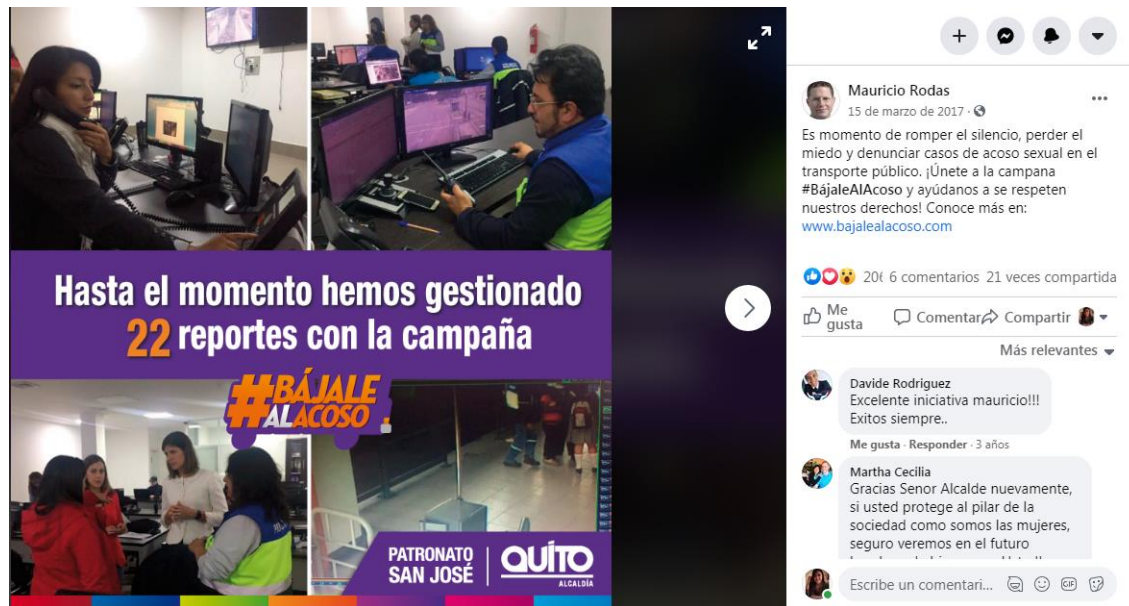 Hasta el momento hemos gestionado
22 reportes con la campaña
#BÁJALE
ALACOSO
PATRONATO
SAN JOSÉ
QUITO
ALCALDÍA
Mauricio Rodas
15 de marzo de 2017 ·
Es momento de romper el silencio, perder el
miedo y denunciar casos de acoso sexual en el
transporte público. ¡Únete a la campana
#BájaleAlAcoso y ayúdanos a se respeten
nuestros derechos! Conoce más en:
www.bajalealacoso.com
206 6 comentarios 21 veces compartida
Me
gusta
Comentar
Compartir
Más relevantes
Davide Rodriguez
Excelente iniciativa mauricio!!!
Exitos siempre..
Me gusta · Responder · 3 años
Martha Cecilia
Gracias Senor Alcalde nuevamente,
si usted protege al pilar de la
sociedad como somos las mujeres,
seguro veremos en el futuro
Escribe un comentari...
GIF